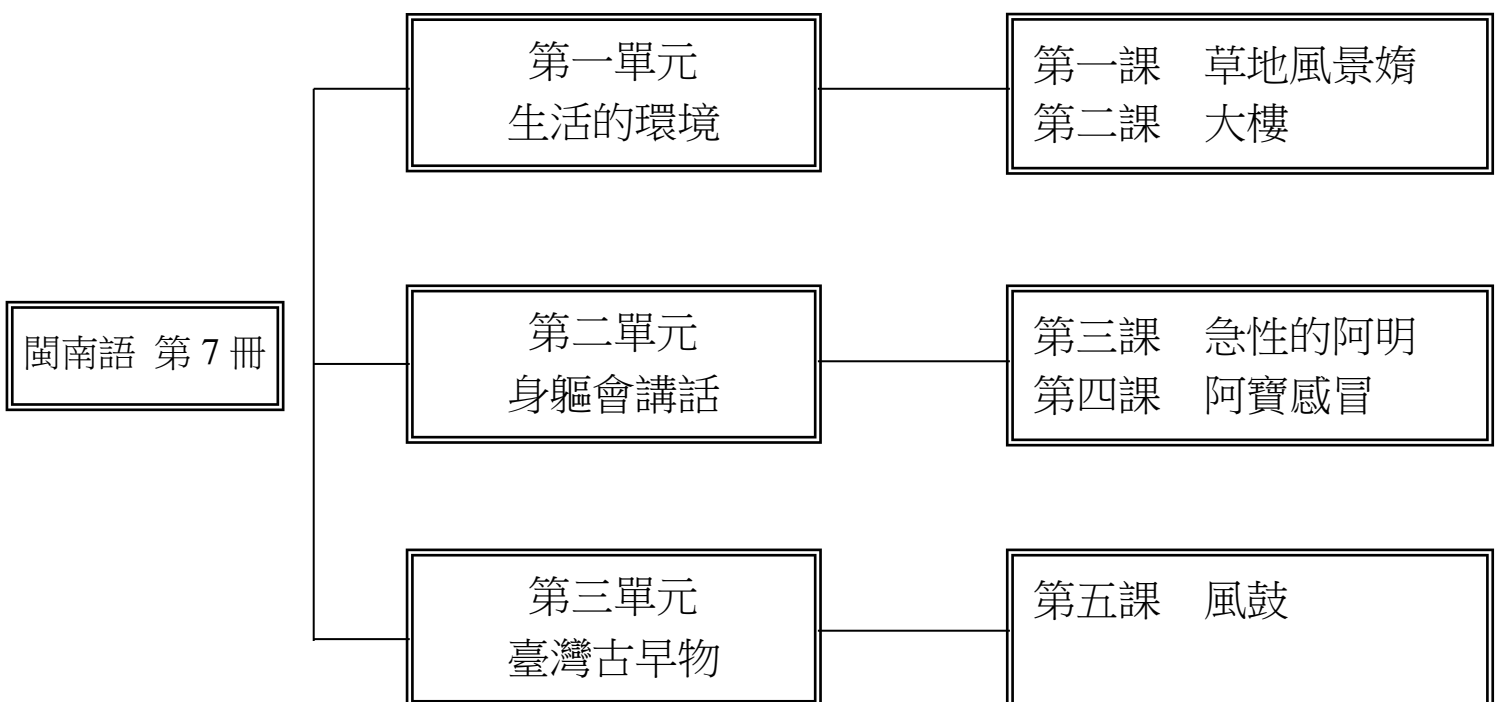 閩南語 第 7 冊
第一單元
生活的環境
第一課 草地風景媠
第二課 大樓
第二單元
身軀會講話
第三課 急性的阿明
第四課 阿寶感冒
第三單元
臺灣古早物
第五課 風鼓